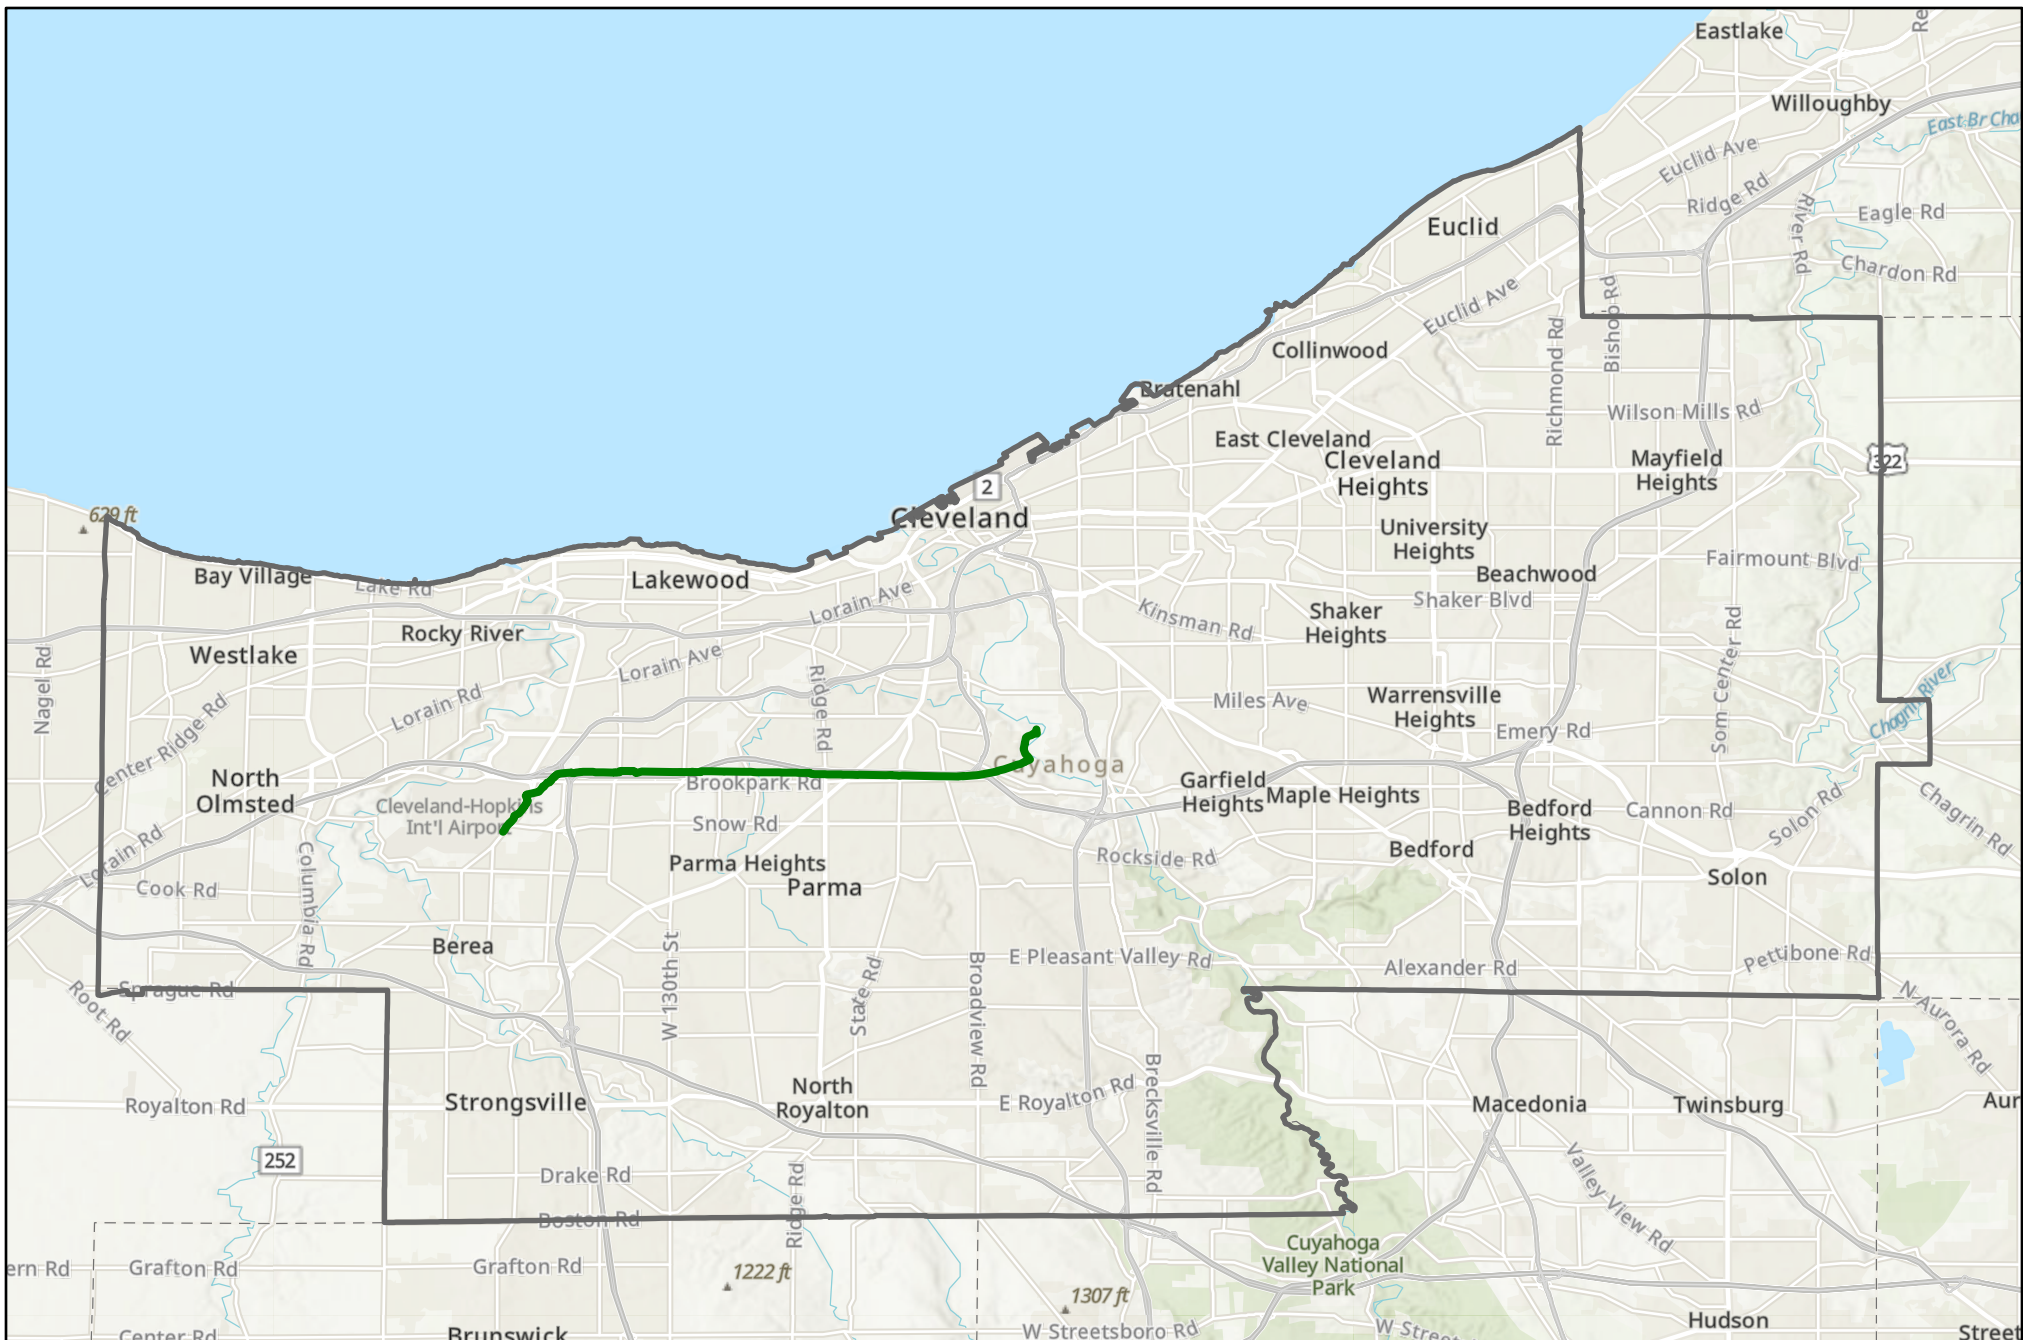 Eastlake
Willoughby
East Br Cha
Euclid Ave
Ridge Rd
River Rd
Eagle Rd
Euclid
Chardon Rd
Euclid Ave
Bishop Rd
Richmond Rd
Collinwood
Bratenahl
Wilson Mills Rd
East Cleveland
Cleveland
Heights
Mayfield
Heights
322
2
Cleveland
629 ft
University
Heights
Fairmount Blvd
Beachwood
Shaker Blvd
Bay Village
Lake Rd
Lakewood
Lorain Ave
Kinsman Rd
Shaker
Heights
Rocky River
Westlake
Lorain Ave
Som Center Rd
Nagel Rd
Lorain Rd
Ridge Rd
Miles Ave
Warrensville
Heights
Chagrin River
Center Ridge Rd
Emery Rd
Cuyahoga
North
Olmsted
Cleveland-Hopkins
Int'l Airport
Brookpark Rd
Garfield
Heights
Maple Heights
Bedford
Heights
Cannon Rd
Solon Rd
Chagrin Rd
Snow Rd
Lorain Rd
Parma Heights
Parma
Rockside Rd
Bedford
Solon
Cook Rd
Columbia Rd
Berea
W 130th St
State Rd
Broadview Rd
E Pleasant Valley Rd
Alexander Rd
Pettibone Rd
Sprague Rd
Root Rd
N Aurora Rd
Royalton Rd
Strongsville
North
Royalton
E Royalton Rd
Brecksville Rd
Macedonia
Twinsburg
Aur
252
Drake Rd
Ridge Rd
Valley View Rd
Boston Rd
Cuyahoga
Valley National
Park
ern Rd
Grafton Rd
Grafton Rd
1222 ft
1307 ft
Center Rd
Brunswick
W Streetsboro Rd
W Stree
Hudson
Street
Re